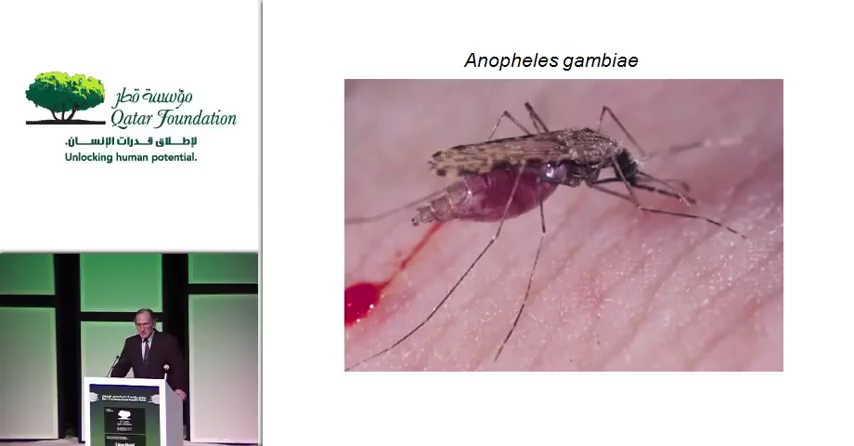 مؤسسة قطر
Qatar Foundation
لإطلاق قدرات الإنسان.
Unlocking human potential.
Anopheles gambiae